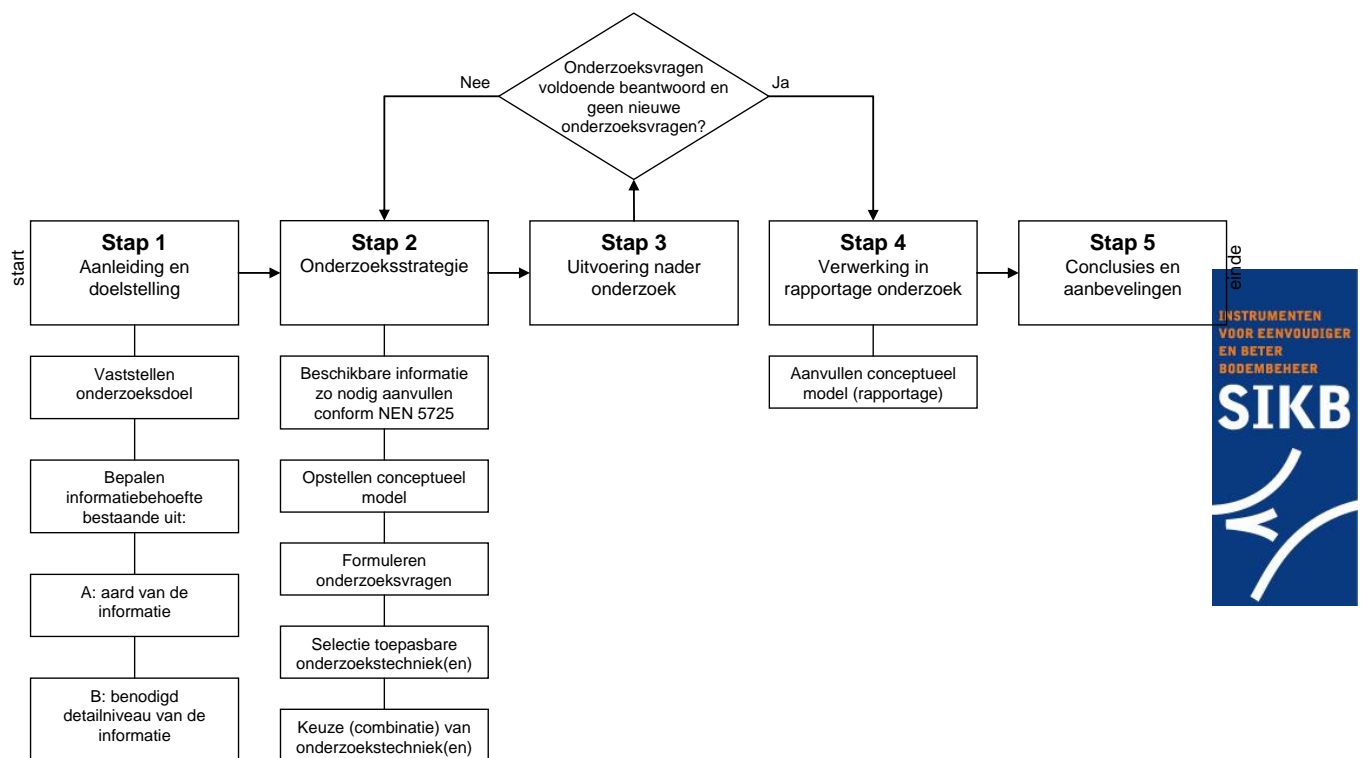 Onderzoeksvragen
voldoende beantwoord en
geen nieuwe
onderzoeksvragen?
Nee
Ja
start
Stap 1
Aanleiding en
doelstelling
Stap 2
Onderzoeksstrategie
Stap 3
Uitvoering nader
onderzoek
Stap 4
Verwerking in
rapportage onderzoek
Stap 5
Conclusies en
aanbevelingen
einde
Vaststellen
onderzoeksdoel
Bepalen
informatiebehoefte
bestaande uit:
A: aard van de
informatie
B: benodigd
detailniveau van de
informatie
Beschikbare informatie
zo nodig aanvullen
conform NEN 5725
Opstellen conceptueel
model
Formuleren
onderzoeksvragen
Selectie toepasbare
onderzoekstechniek(en)
Keuze (combinatie) van
onderzoekstechniek(en)
Aanvullen conceptueel
model (rapportage)
INSTRUMENTEN
VOOR EENVOUDIGER
EN BETER
BODEMBEHEER
SIKB